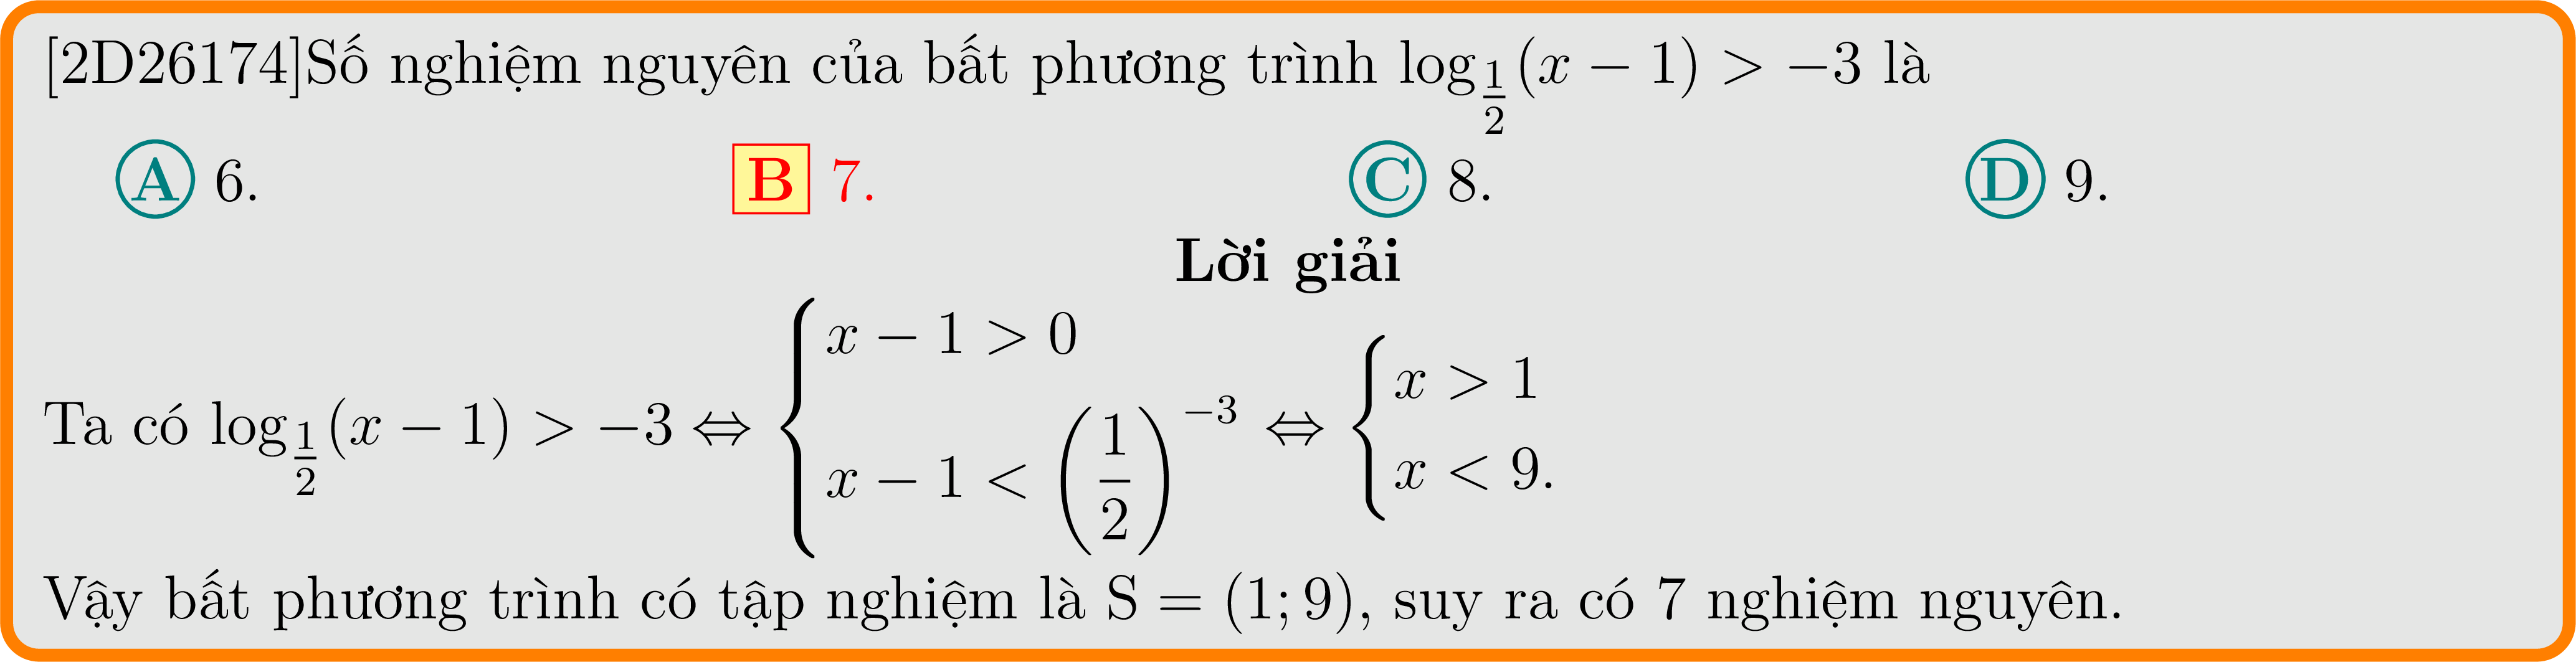 [2D26174]Số nghiệm nguyên của bất phương trình $\log_{\frac{1}{2}}(x-1) > -3$ là
A 6. B 7. C 8. D 9.
Lời giải
Ta có $\log_{\frac{1}{2}}(x-1) > -3 \Leftrightarrow \begin{cases} x-1 > 0 \\ x-1 < \left(\dfrac{1}{2}\right)^{-3} \end{cases} \Leftrightarrow \begin{cases} x > 1 \\ x < 9. \end{cases}$
Vậy bất phương trình có tập nghiệm là S = (1; 9), suy ra có 7 nghiệm nguyên.